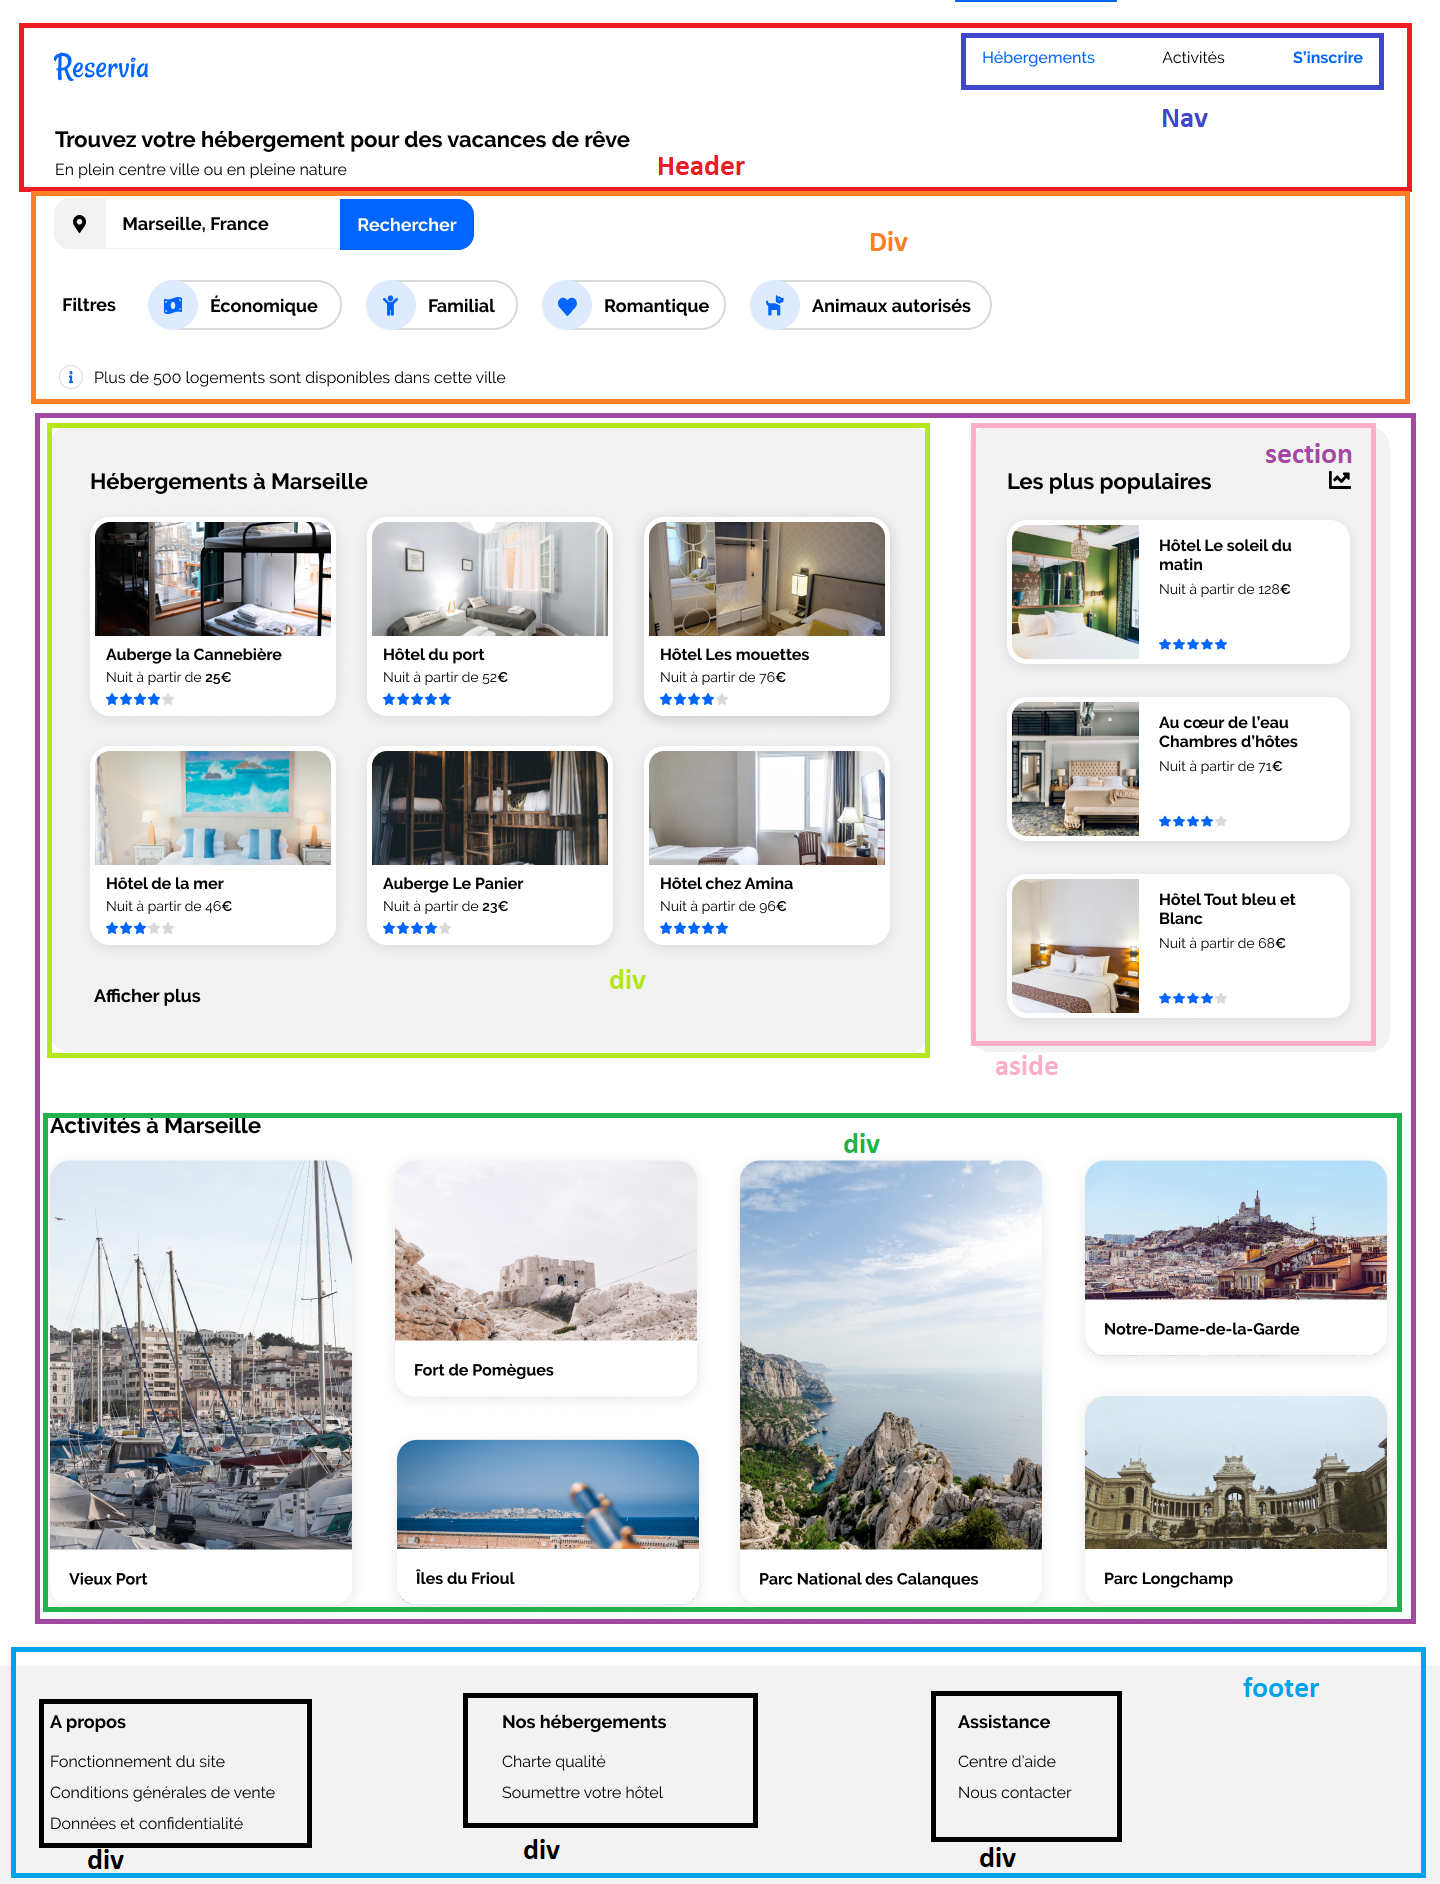 Reservia
Hébergements
Activités
S'inscrire
Nav
Trouvez votre hébergement pour des vacances de rêve
En plein centre ville ou en pleine nature
Header
Marseille, France
Rechercher
Div
Filtres
Économique
Familial
Romantique
Animaux autorisés
Plus de 500 logements sont disponibles dans cette ville
Hébergements à Marseille
Auberge la Cannebière
Nuit à partir de 25€
Hôtel du port
Nuit à partir de 52€
Hôtel Les mouettes
Nuit à partir de 76€
Hôtel de la mer
Nuit à partir de 46€
Auberge Le Panier
Nuit à partir de 23€
Hôtel chez Amina
Nuit à partir de 96€
Afficher plus
div
section
Les plus populaires
Hôtel Le soleil du
matin
Nuit à partir de 128€
Au cœur de l'eau
Chambres d'hôtes
Nuit à partir de 71€
Hôtel Tout bleu et
Blanc
Nuit à partir de 68€
aside
Activités à Marseille
div
Vieux Port
Fort de Pomègues
Îles du Frioul
Parc National des Calanques
Notre-Dame-de-la-Garde
Parc Longchamp
footer
A propos
Fonctionnement du site
Conditions générales de vente
Données et confidentialité
div
Nos hébergements
Charte qualité
Soumettre votre hôtel
div
Assistance
Centre d'aide
Nous contacter
div